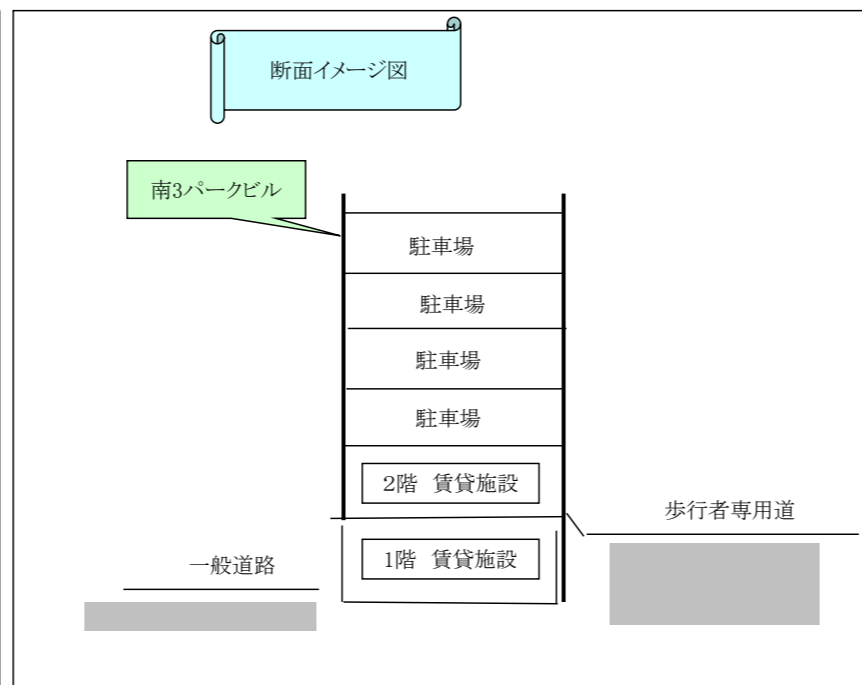 断面イメージ図
南3パークビル
駐車場
駐車場
駐車場
駐車場
2階 賃貸施設
歩行者専用道
1階 賃貸施設
一般道路